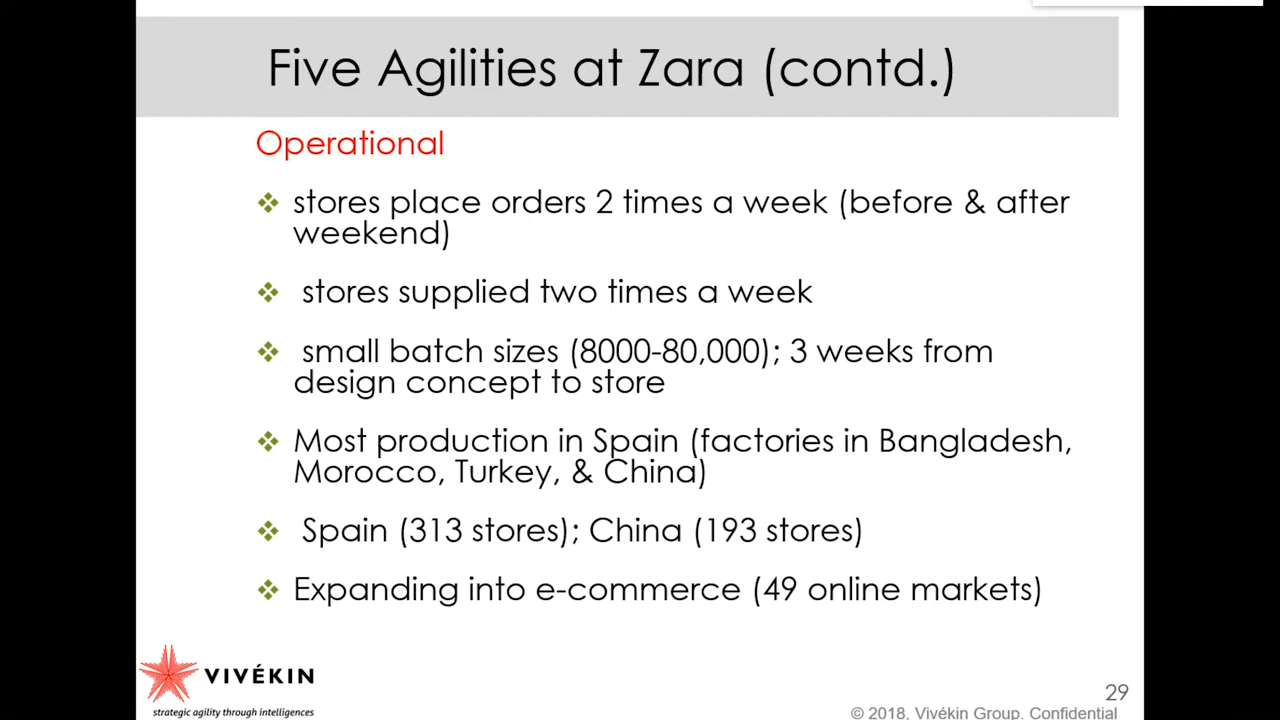 Five Agilities at Zara (contd.)
Operational
stores place orders 2 times a week (before & after
weekend)
stores supplied two times a week
small batch sizes (8000-80,000); 3 weeks from
design concept to store
Most production in Spain (factories in Bangladesh,
Morocco, Turkey, & China)
Spain (313 stores); China (193 stores)
Expanding into e-commerce (49 online markets)
VIVÉKIN
strategic agility through intelligences
29
© 2018, Vivékin Group, Confidential